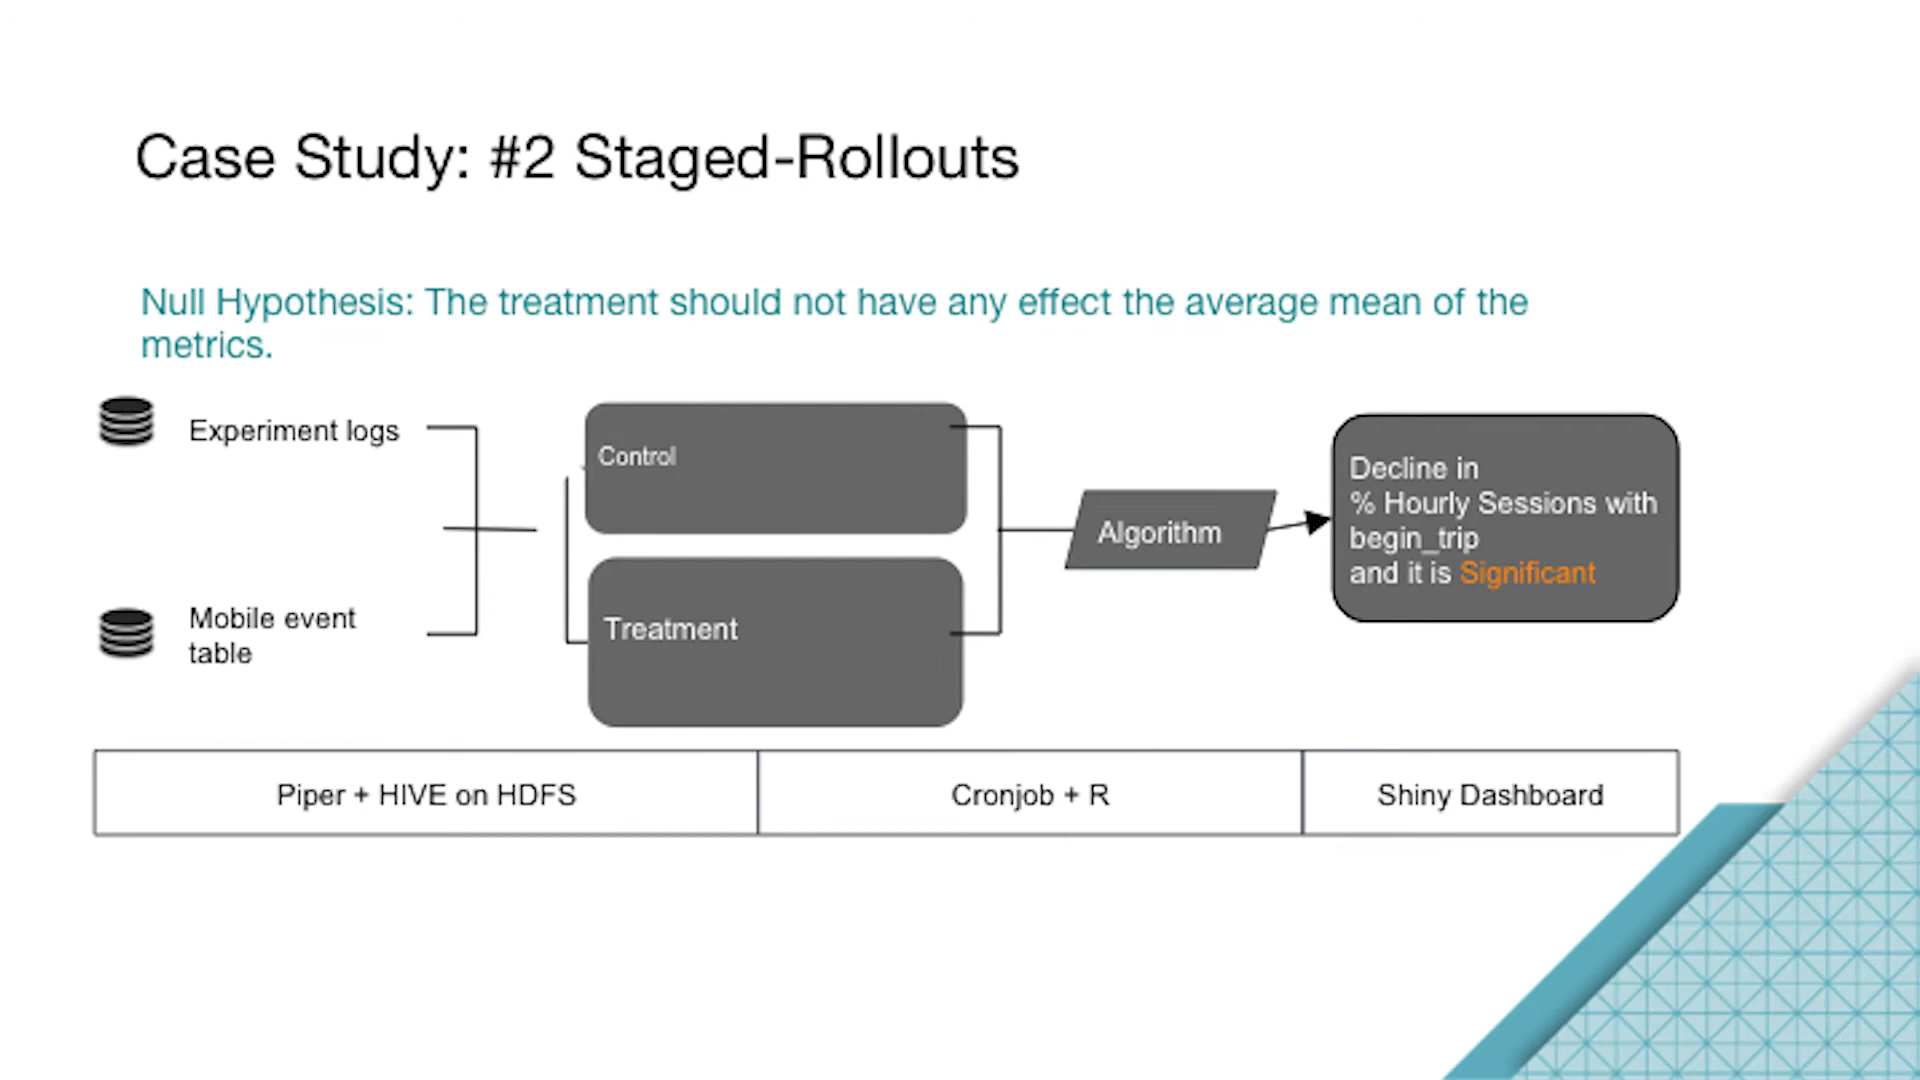 Case Study: #2 Staged-Rollouts
Null Hypothesis: The treatment should not have any effect the average mean of the
metrics.
Experiment logs
Mobile event
table
Control
Treatment
Algorithm
Decline in
% Hourly Sessions with
begin_trip
and it is Significant
Piper + HIVE on HDFS
Cronjob + R
Shiny Dashboard